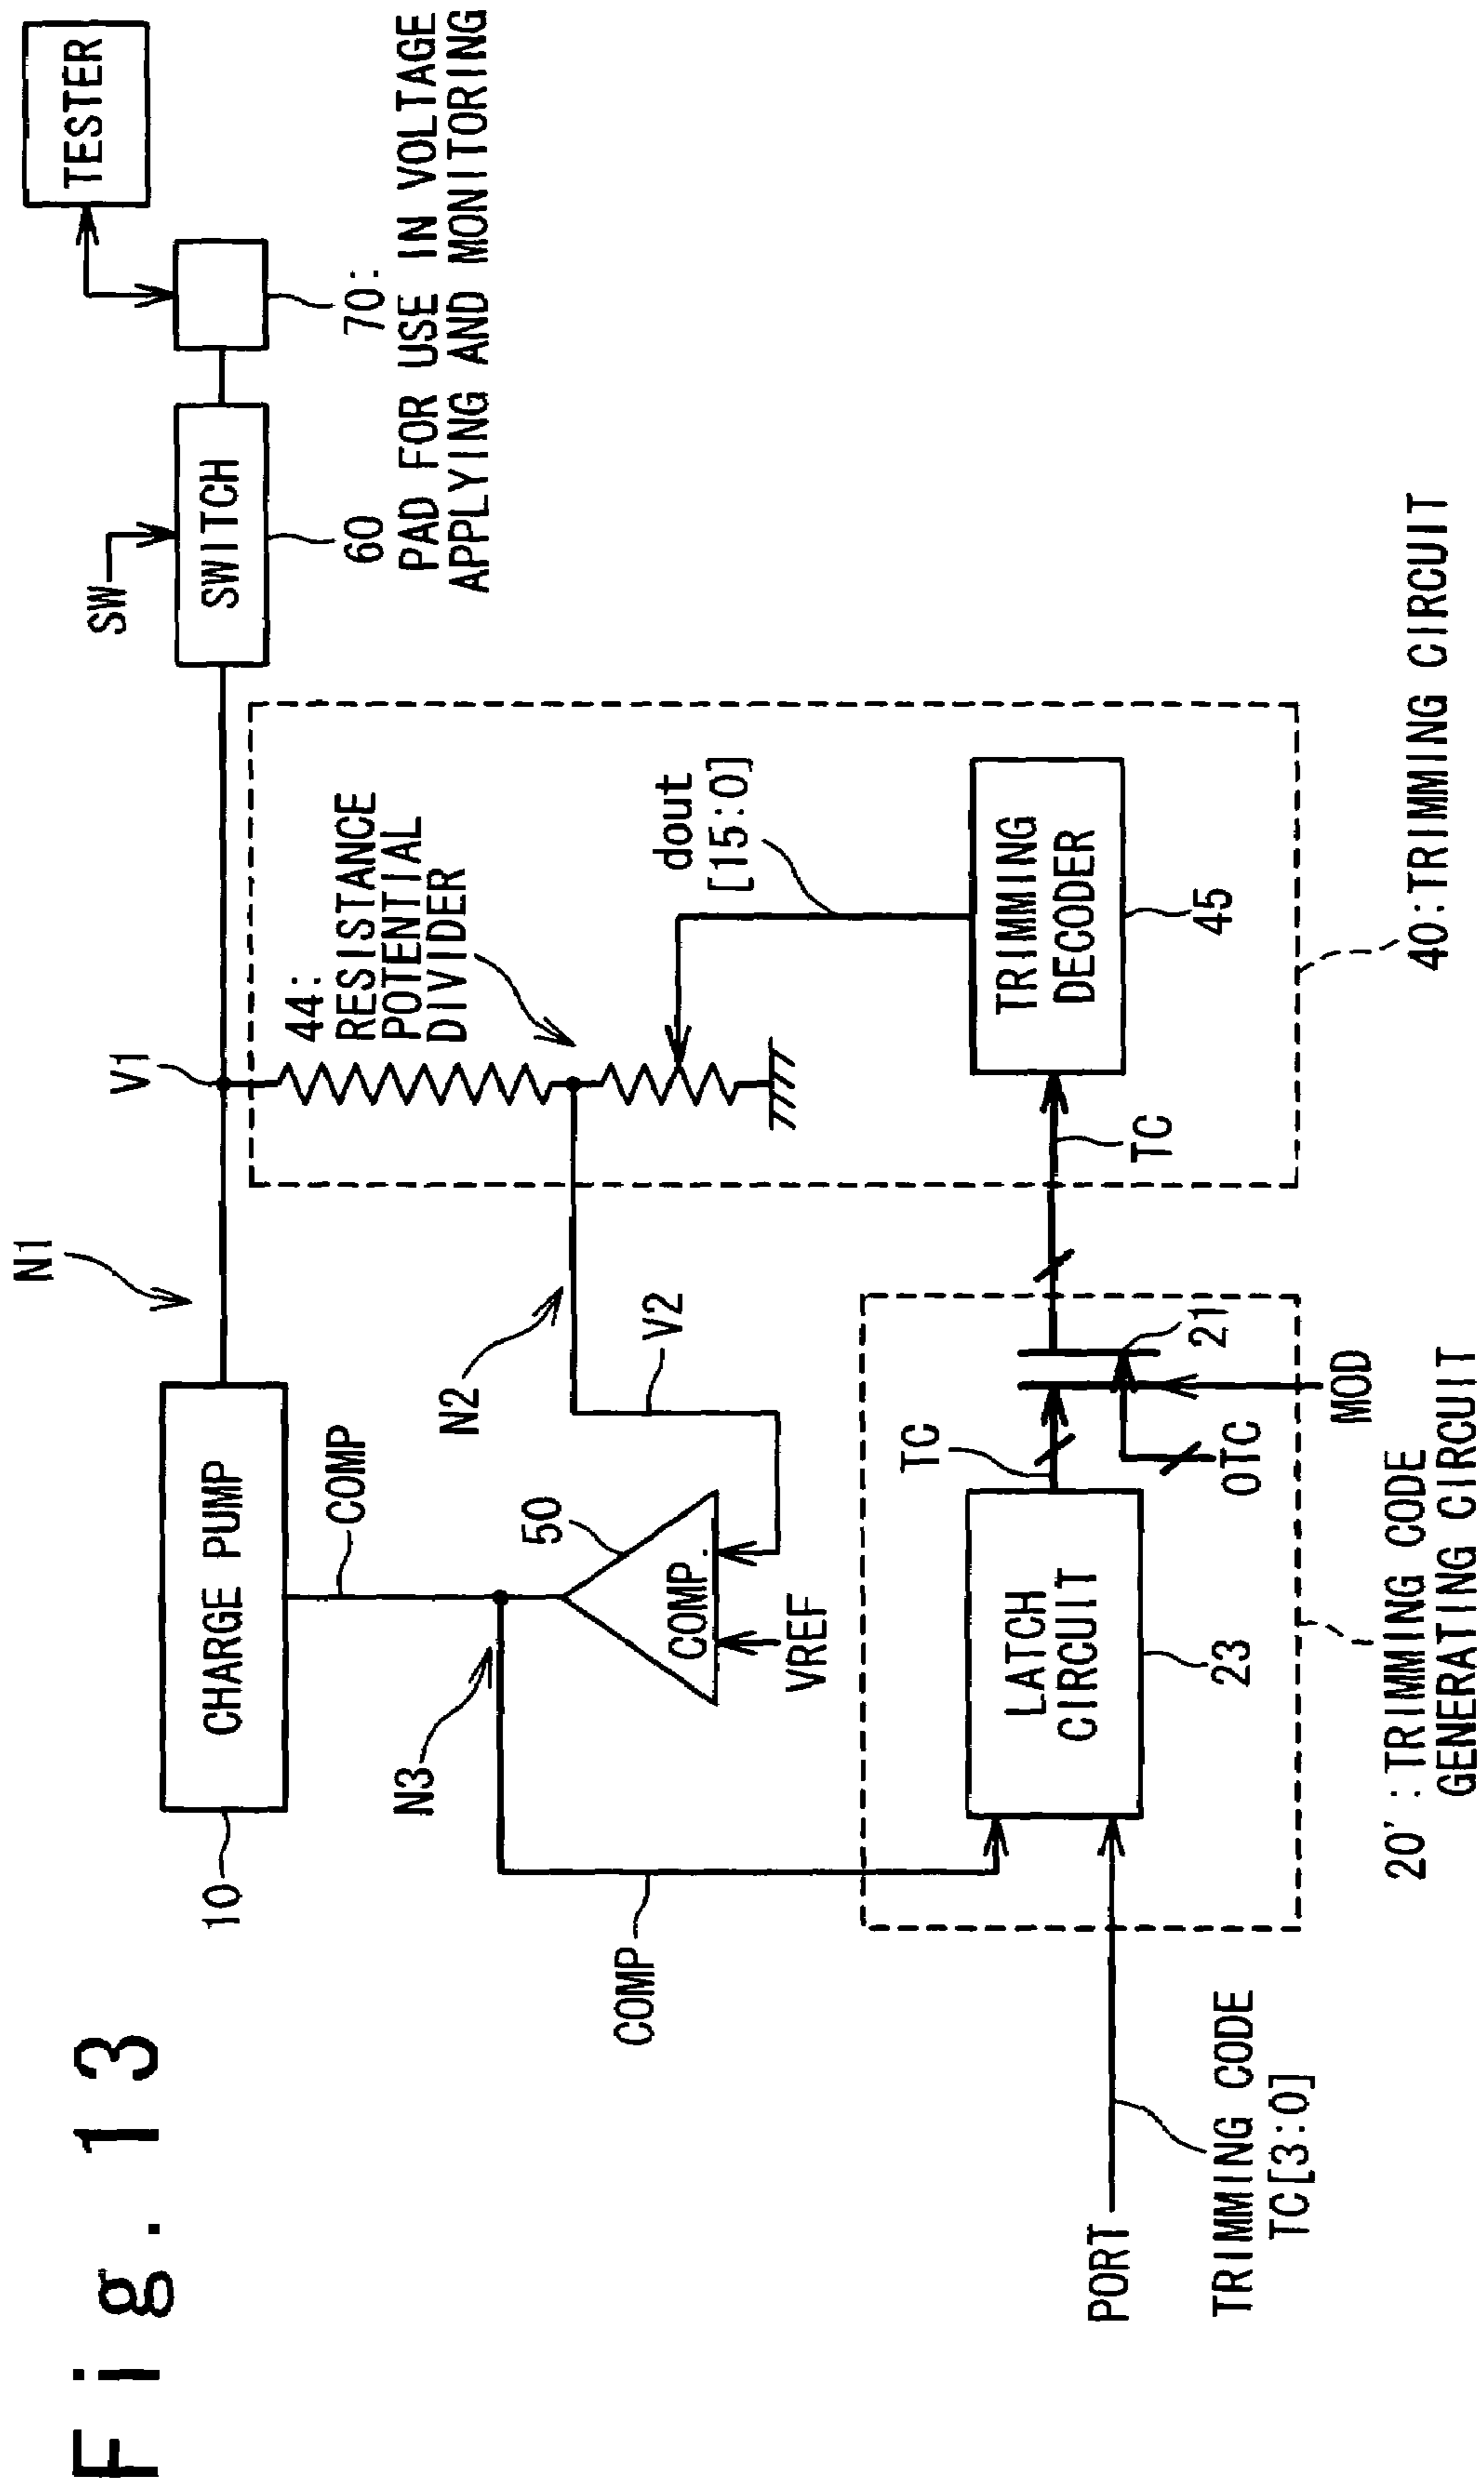 Fig. 13
N1
V1
SW
TESTER
10
CHARGE PUMP
SWITCH
60
70:
PAD FOR USE IN VOLTAGE
APPLYING AND MONITORING
COMP
44:
RESISTANCE
POTENTIAL
DIVIDER
N3
N2
50
COMP.
V2
VREF
dout
[15:0]
COMP
TC
LATCH
CIRCUIT
23
21
OTC
MOD
TC
TRIMMING
DECODER
45
PORT
TRIMMING CODE
TC[3:0]
20':TRIMMING CODE
GENERATING CIRCUIT
40:TRIMMING CIRCUIT